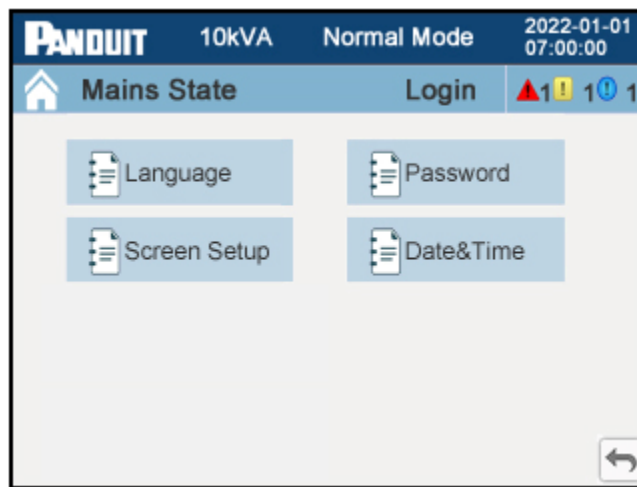 PANDUIT 10kVA Normal Mode 2022-01-01
07:00:00
Mains State Login 1 ! 1 ! 1
Language Password
Screen Setup Date&Time